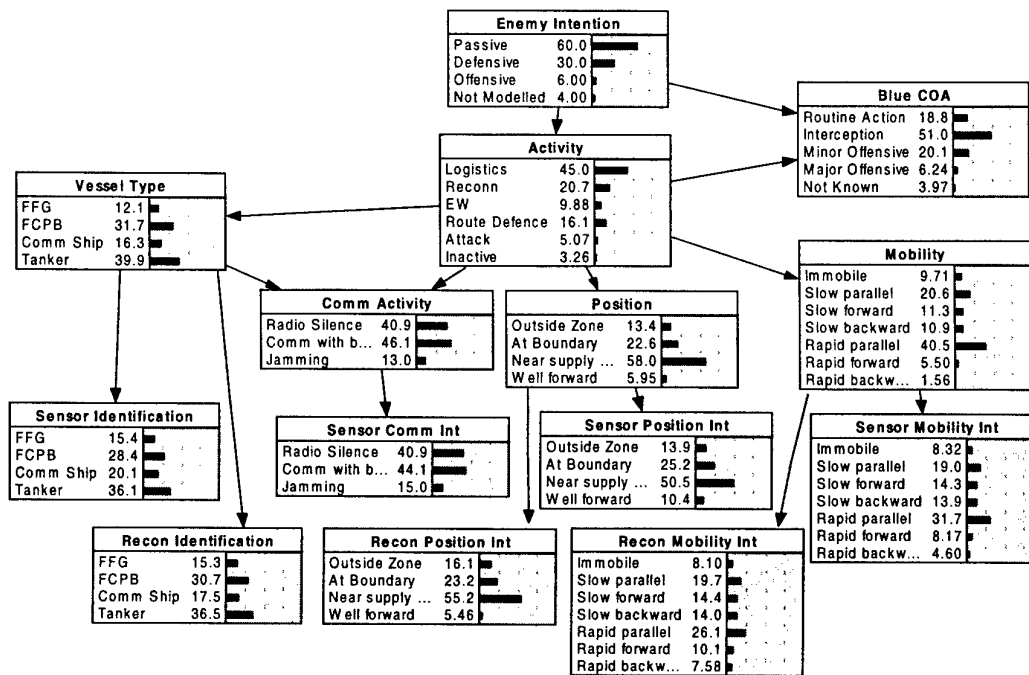 Enemy Intention
Passive 60.0
Defensive 30.0
Offensive 6.00
Not Modelled 4.00
Blue COA
Routine Action 18.8
Interception 51.0
Minor Offensive 20.1
Major Offensive 6.24
Not Known 3.97
Activity
Logistics 45.0
Reconn 20.7
EW 9.88
Route Defence 16.1
Attack 5.07
Inactive 3.26
Vessel Type
FFG 12.1
FCPB 31.7
Comm Ship 16.3
Tanker 39.9
Mobility
Immobile 9.71
Slow parallel 20.6
Slow forward 11.3
Slow backward 10.9
Rapid parallel 40.5
Rapid forward 5.50
Rapid backw... 1.56
Comm Activity
Radio Silence 40.9
Comm with b... 46.1
Jamming 13.0
Position
Outside Zone 13.4
At Boundary 22.6
Near supply ... 58.0
Well forward 5.95
Sensor Identification
FFG 15.4
FCPB 28.4
Comm Ship 20.1
Tanker 36.1
Sensor Comm Int
Radio Silence 40.9
Comm with b... 44.1
Jamming 15.0
Sensor Position Int
Outside Zone 13.9
At Boundary 25.2
Near supply ... 50.5
Well forward 10.4
Sensor Mobility Int
Immobile 8.32
Slow parallel 19.0
Slow forward 14.3
Slow backward 13.9
Rapid parallel 31.7
Rapid forward 8.17
Rapid backw... 4.60
Recon Identification
FFG 15.3
FCPB 30.7
Comm Ship 17.5
Tanker 36.5
Recon Position Int
Outside Zone 16.1
At Boundary 23.2
Near supply ... 55.2
Well forward 5.46
Recon Mobility Int
Immobile 8.10
Slow parallel 19.7
Slow forward 14.4
Slow backward 14.0
Rapid parallel 26.1
Rapid forward 10.1
Rapid backw... 7.58